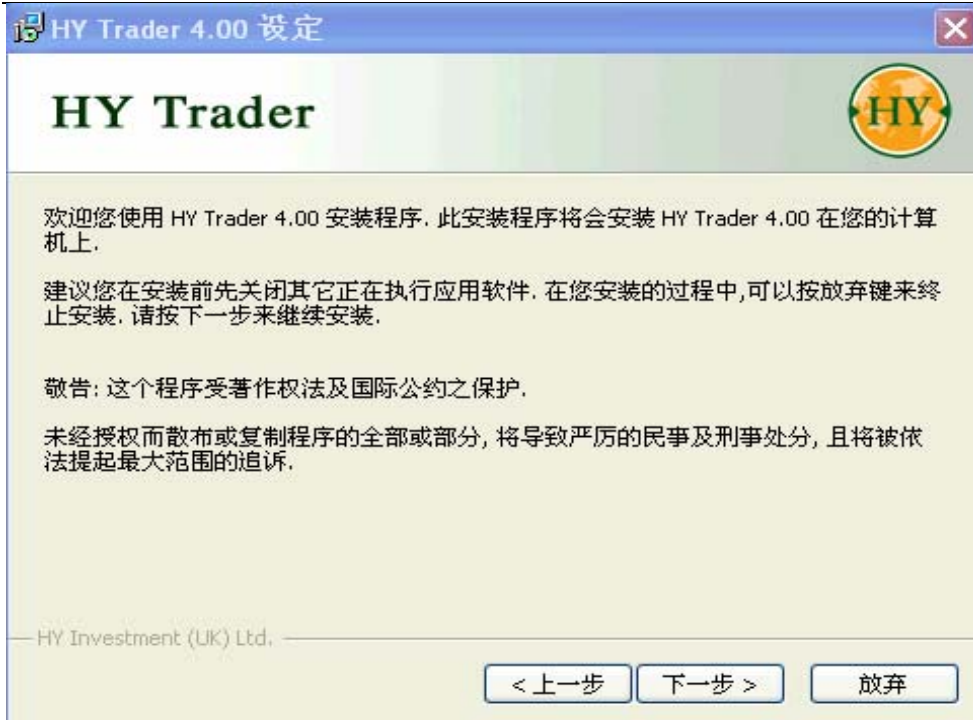 HY Trader 4.00 设定
HY Trader
HY
欢迎您使用 HY Trader 4.00 安装程序. 此安装程序将会安装 HY Trader 4.00 在您的计算
机上.
建议您在安装前先关闭其它正在执行应用软件. 在您安装的过程中,可以按放弃键来终
止安装. 请按下一步来继续安装.
敬告: 这个程序受著作权法及国际公约之保护.
未经授权而散布或复制程序的全部或部分, 将导致严厉的民事及刑事处分, 且将被依
法提起最大范围的追诉.
HY Investment (UK) Ltd.
< 上一步 下一步 > 放弃